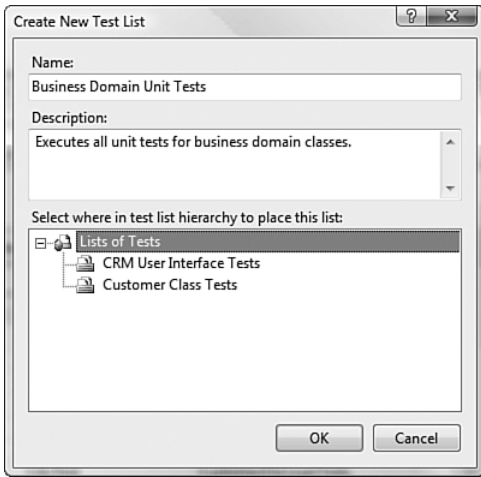 Create New Test List
Name:
Business Domain Unit Tests
Description:
Executes all unit tests for business domain classes.
Select where in test list hierarchy to place this list:
Lists of Tests
CRM User Interface Tests
Customer Class Tests
OK Cancel